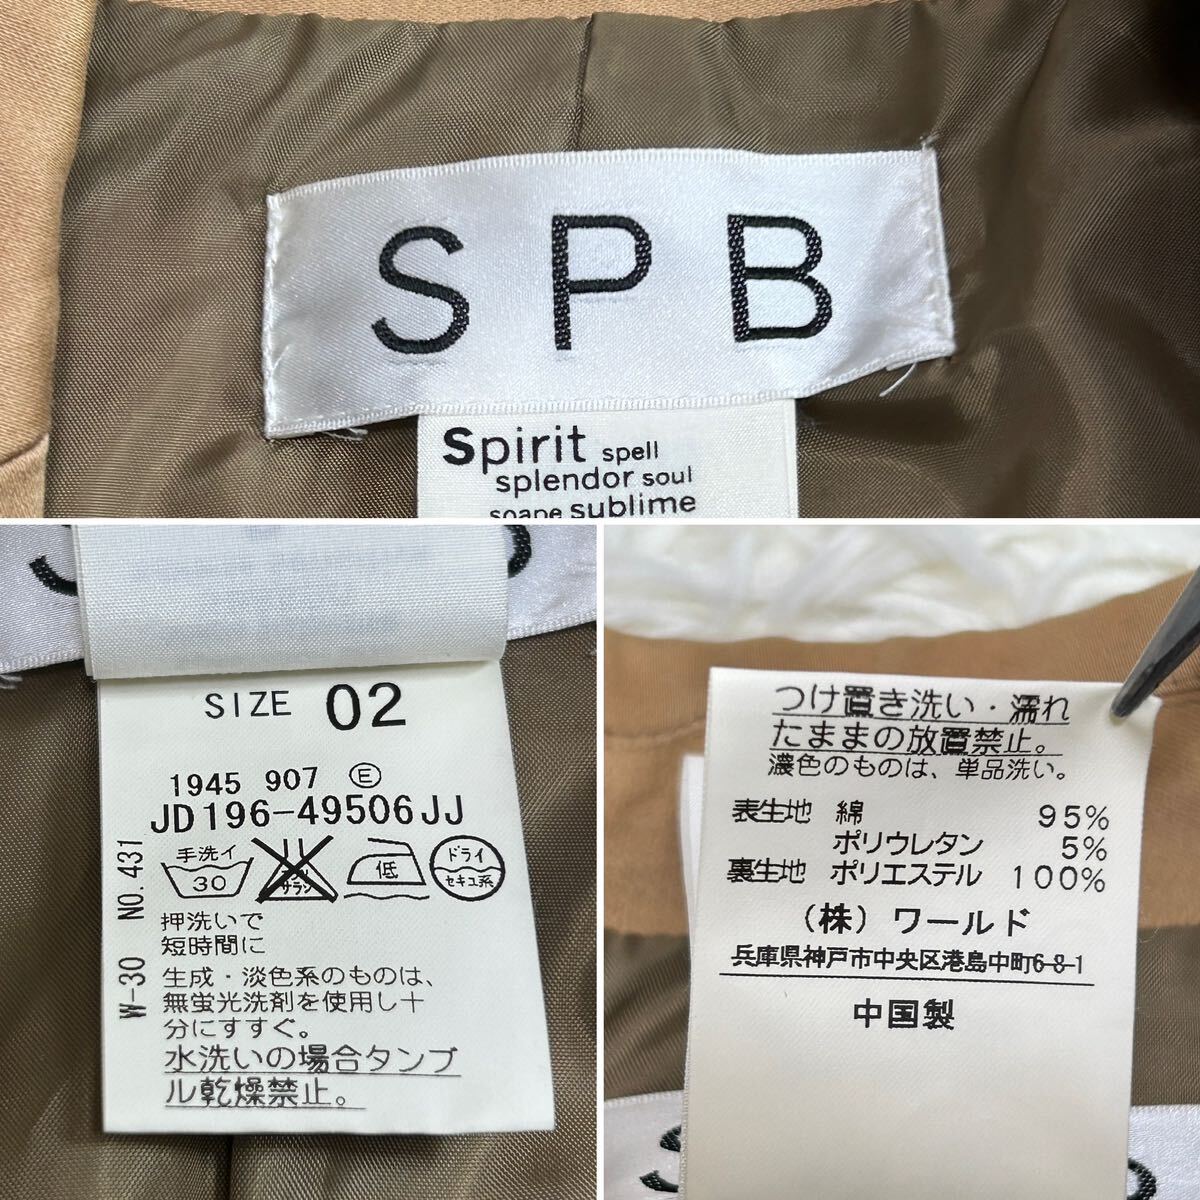 S P B
Spirit spell
splendor soul
soape sublime
SIZE 02
1945 907 Ⓔ
JD196-49506JJ
手洗イ
30
サラシ
低
ドライ
セキユ系
NO.431
W-30
押洗いで
短時間に
生成・淡色系のものは、
無蛍光洗剤を使用し十
分にすすぐ。
水洗いの場合タンブ
ル乾燥禁止。
つけ置き洗い・濡れ
たままの放置禁止。
濃色のものは、単品洗い。
表生地 綿 95%
ポリウレタン 5%
裏生地 ポリエステル 100%
（株）ワールド
兵庫県神戸市中央区港島中町6-8-1
中国製